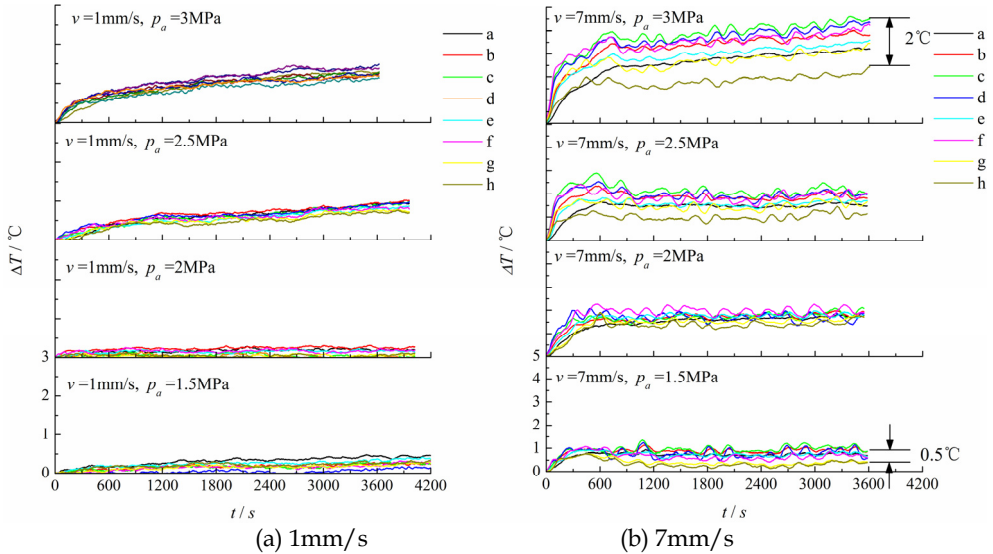 v =1mm/s, pa =3MPa
a
b
c
d
e
f
g
h
v =1mm/s, pa =2.5MPa
v =1mm/s, pa =2MPa
v =1mm/s, pa =1.5MPa
ΔT / ℃
3
2
1
0
0 600 1200 1800 2400 3000 3600 4200
t / s
(a) 1mm/s
v =7mm/s, pa =3MPa
2℃
a
b
c
d
e
f
g
h
v =7mm/s, pa =2.5MPa
v =7mm/s, pa =2MPa
v =7mm/s, pa =1.5MPa
0.5℃
ΔT / ℃
5
4
3
2
1
0
0 600 1200 1800 2400 3000 3600 4200
t / s
(b) 7mm/s